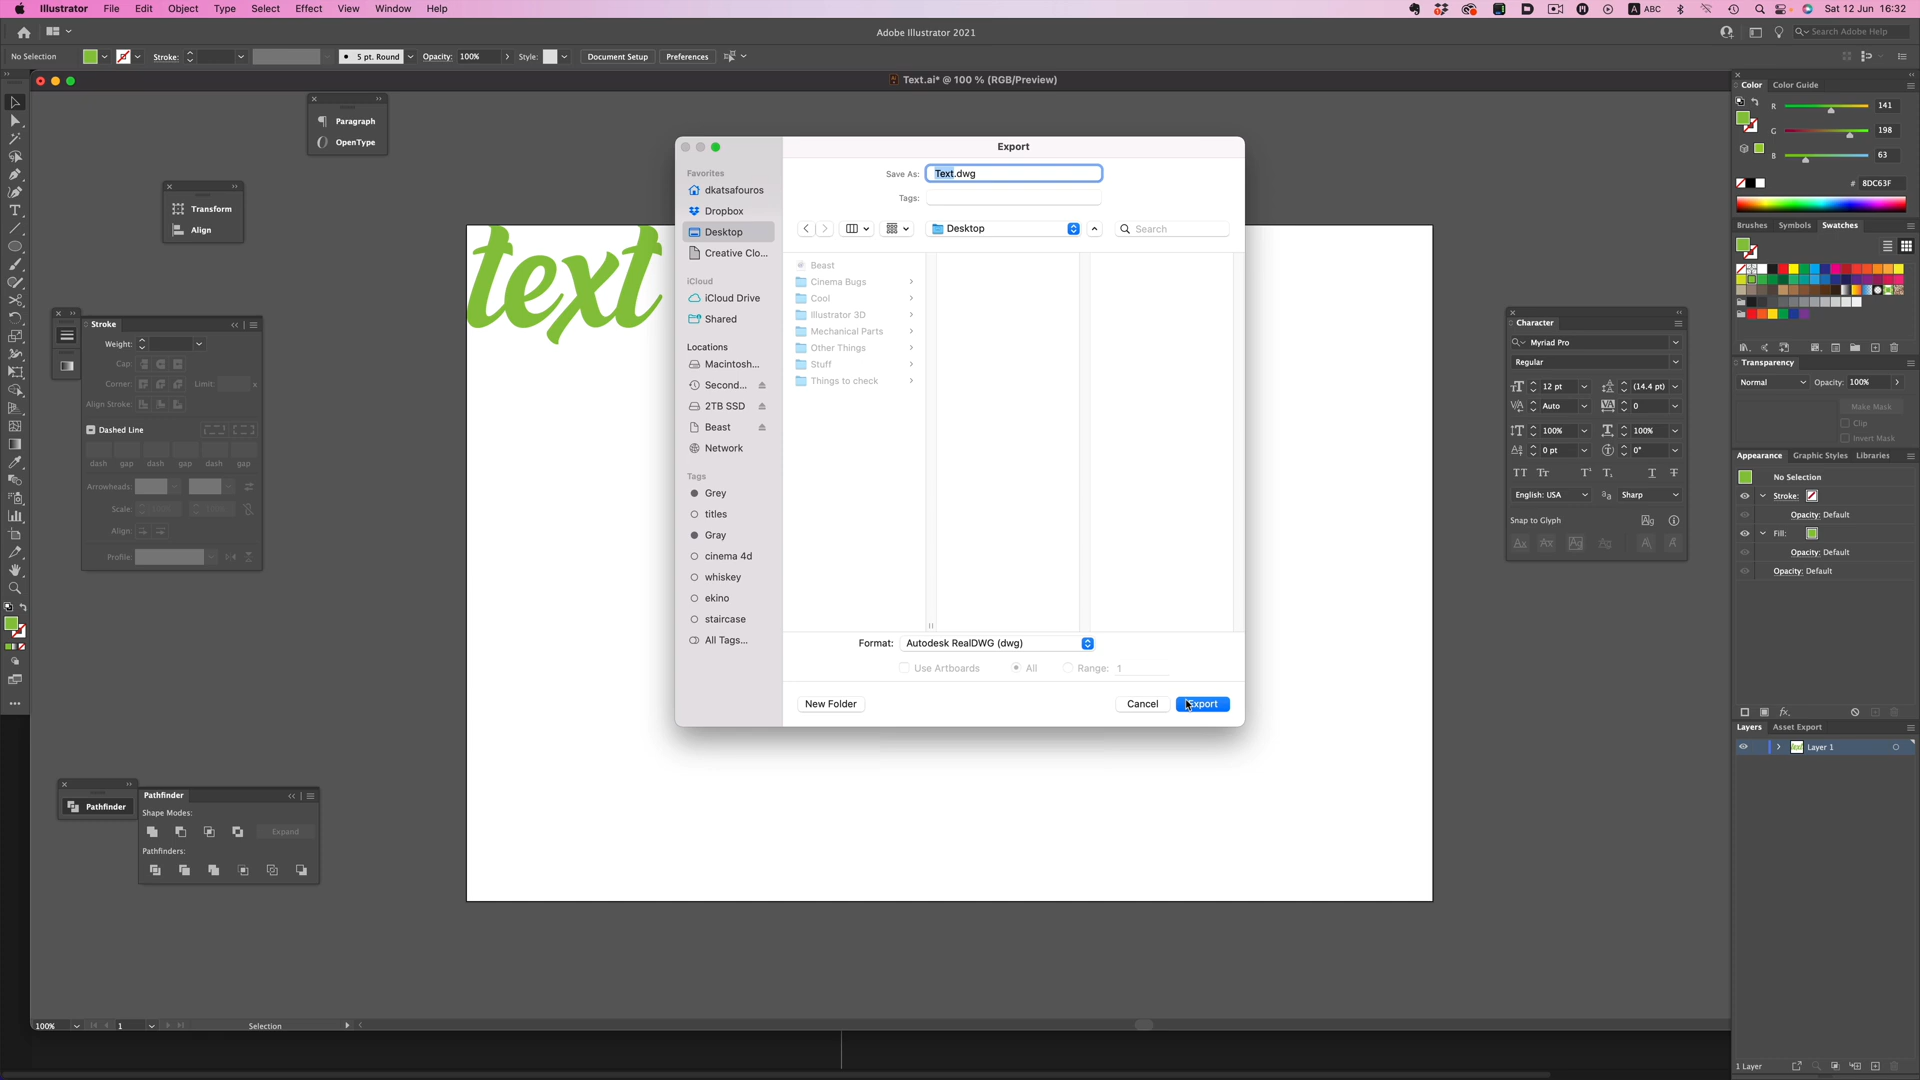 Illustrator File Edit Object Type Select Effect View Window Help
ABC Sat 12 Jun 16:32
Adobe Illustrator 2021
Search Adobe Help
No Selection Stroke: 5 pt. Round Opacity: 100% Style: Document Setup Preferences
Text.ai* @ 100 % (RGB/Preview)
Paragraph
OpenType
Transform
Align
Stroke
Weight:
Cap:
Corner: Limit: x
Align Stroke:
Dashed Line
dash gap dash gap dash gap
Arrowheads:
Scale: 100% 100%
Align:
Profile:
Pathfinder
Pathfinder
Shape Modes:
Expand
Pathfinders:
text
Export
Save As: Text.dwg
Tags:
Desktop
Search
Favorites
dkatsafouros
Dropbox
Desktop
Creative Clo...
iCloud
iCloud Drive
Shared
Locations
Macintosh...
Second...
2TB SSD
Beast
Network
Tags
Grey
titles
Gray
cinema 4d
whiskey
ekino
staircase
All Tags...
Beast
Cinema Bugs
Cool
Illustrator 3D
Mechanical Parts
Other Things
Stuff
Things to check
Format: Autodesk RealDWG (dwg)
Use Artboards All Range: 1
New Folder Cancel Export
Character
Myriad Pro
Regular
12 pt (14.4 pt)
Auto 0
100% 100%
0 pt 0°
English: USA Sharp
Snap to Glyph
Color Color Guide
R 141
G 198
B 63
# 8DC63F
Brushes Symbols Swatches
Transparency
Normal Opacity: 100%
Make Mask
Clip
Invert Mask
Appearance Graphic Styles Libraries
No Selection
Stroke:
Opacity: Default
Fill:
Opacity: Default
Opacity: Default
Layers Asset Export
Layer 1
1 Layer
100% 1 Selection